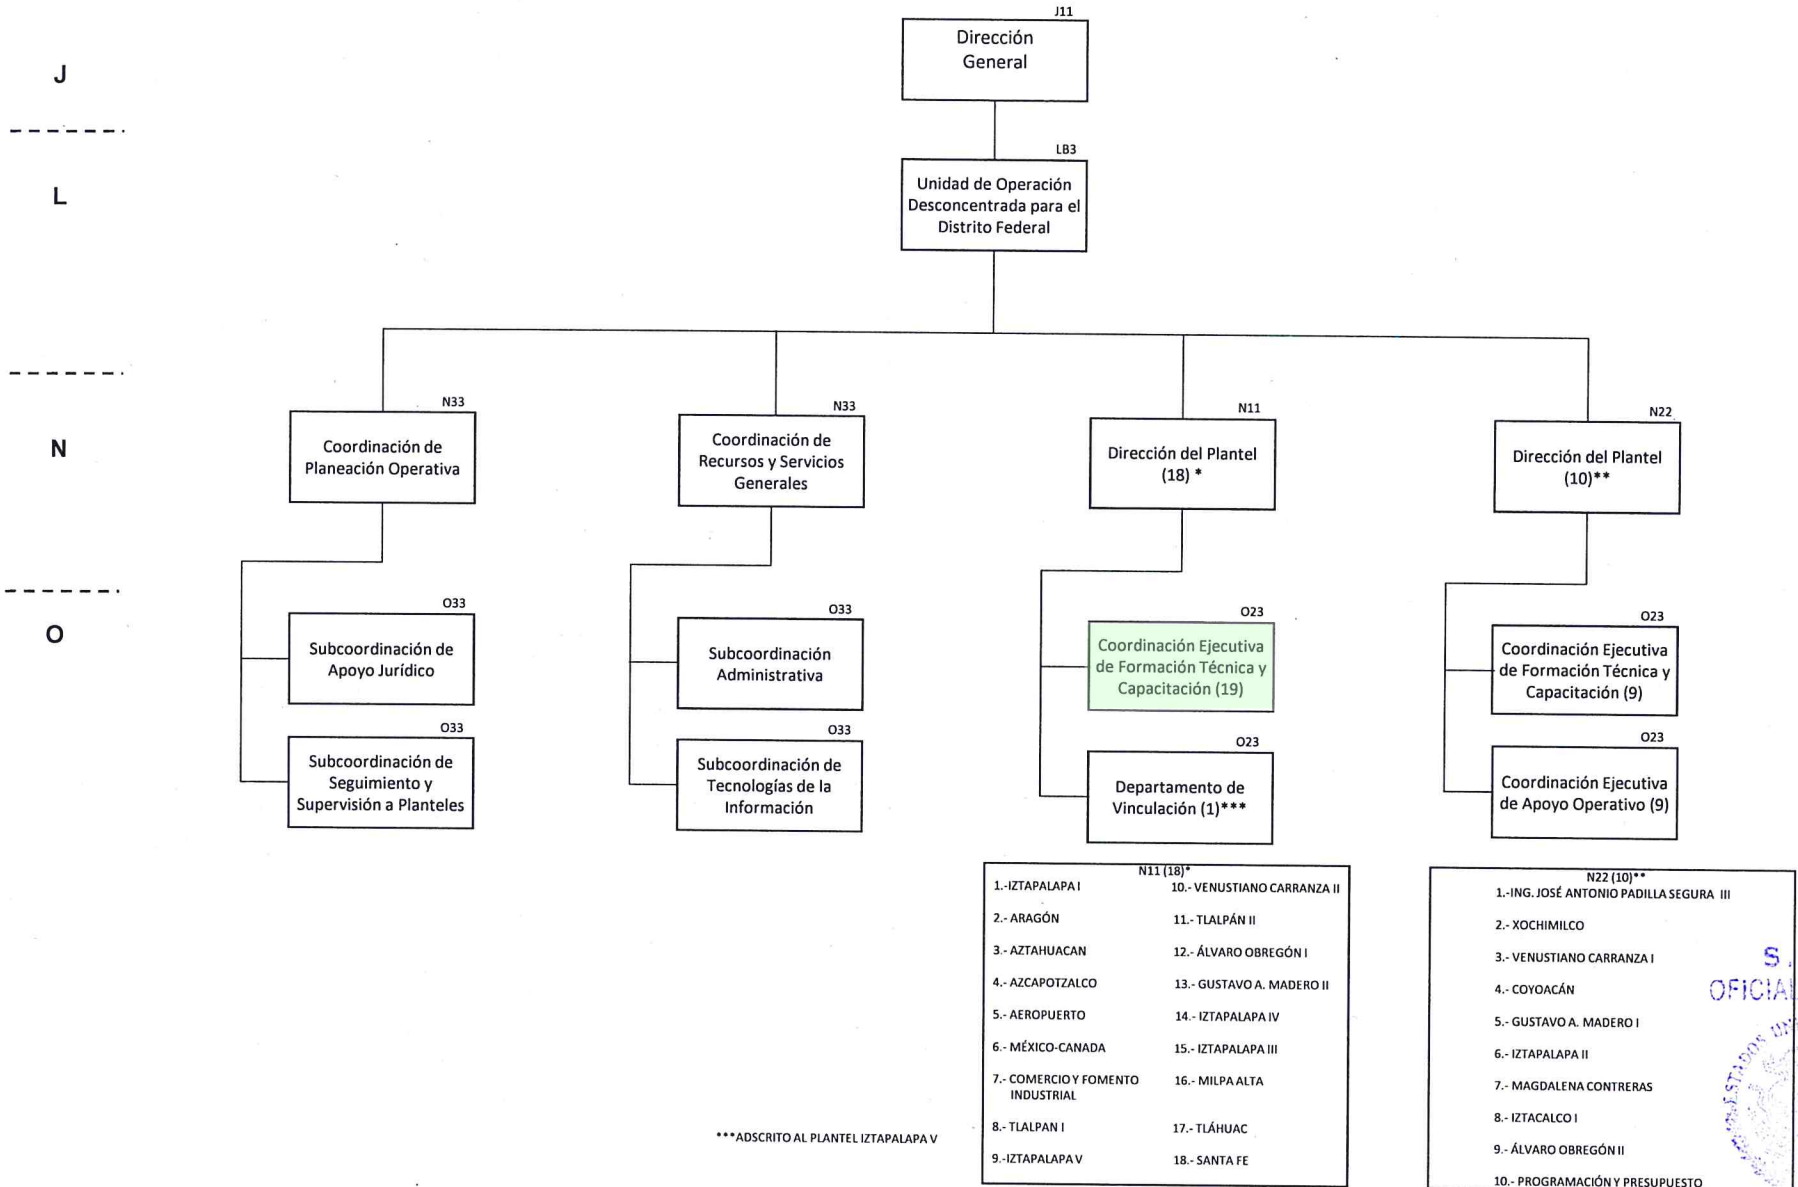 J11
Dirección
General
J
LB3
Unidad de Operación
Desconcentrada para el
Distrito Federal
L
N33
Coordinación de
Planeación Operativa
N33
Coordinación de
Recursos y Servicios
Generales
N11
Dirección del Plantel
(18) *
N22
Dirección del Plantel
(10)**
N
O33
Subcoordinación de
Apoyo Jurídico
O33
Subcoordinación
Administrativa
O23
Coordinación Ejecutiva
de Formación Técnica y
Capacitación (19)
O23
Coordinación Ejecutiva
de Formación Técnica y
Capacitación (9)
O
O33
Subcoordinación de
Seguimiento y
Supervisión a Planteles
O33
Subcoordinación de
Tecnologías de la
Información
O23
Departamento de
Vinculación (1)***
O23
Coordinación Ejecutiva
de Apoyo Operativo (9)
N11 (18)*
1.-IZTAPALAPA I
2.- ARAGÓN
3.- AZTAHUACAN
4.- AZCAPOTZALCO
5.- AEROPUERTO
6.- MÉXICO-CANADA
7.- COMERCIO Y FOMENTO
INDUSTRIAL
8.- TLALPAN I
9.-IZTAPALAPA V
10.- VENUSTIANO CARRANZA II
11.- TLALPÁN II
12.- ÁLVARO OBREGÓN I
13.- GUSTAVO A. MADERO II
14.- IZTAPALAPA IV
15.- IZTAPALAPA III
16.- MILPA ALTA
17.- TLÁHUAC
18.- SANTA FE
N22 (10)**
1.-ING. JOSÉ ANTONIO PADILLA SEGURA III
2.- XOCHIMILCO
3.- VENUSTIANO CARRANZA I
4.- COYOACÁN
5.- GUSTAVO A. MADERO I
6.- IZTAPALAPA II
7.- MAGDALENA CONTRERAS
8.- IZTACALCO I
9.- ÁLVARO OBREGÓN II
10.- PROGRAMACIÓN Y PRESUPUESTO
***ADSCRITO AL PLANTEL IZTAPALAPA V
S.
OFICIAL
ESTADOS UN